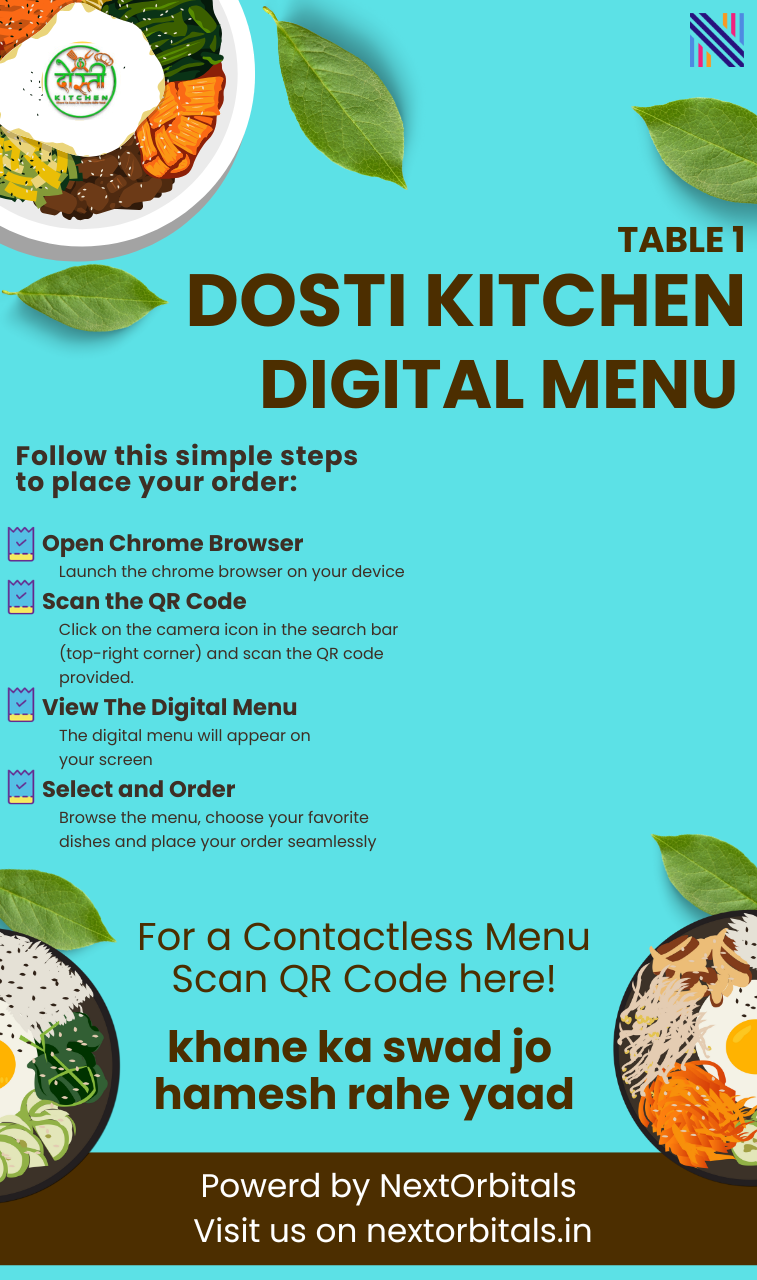 दोस्ती
KITCHEN
TABLE 1
DOSTI KITCHEN
DIGITAL MENU
Follow this simple steps
to place your order:
Open Chrome Browser
Launch the chrome browser on your device
Scan the QR Code
Click on the camera icon in the search bar
(top-right corner) and scan the QR code
provided.
View The Digital Menu
The digital menu will appear on
your screen
Select and Order
Browse the menu, choose your favorite
dishes and place your order seamlessly
For a Contactless Menu
Scan QR Code here!
khane ka swad jo
hamesh rahe yaad
Powerd by NextOrbitals
Visit us on nextorbitals.in